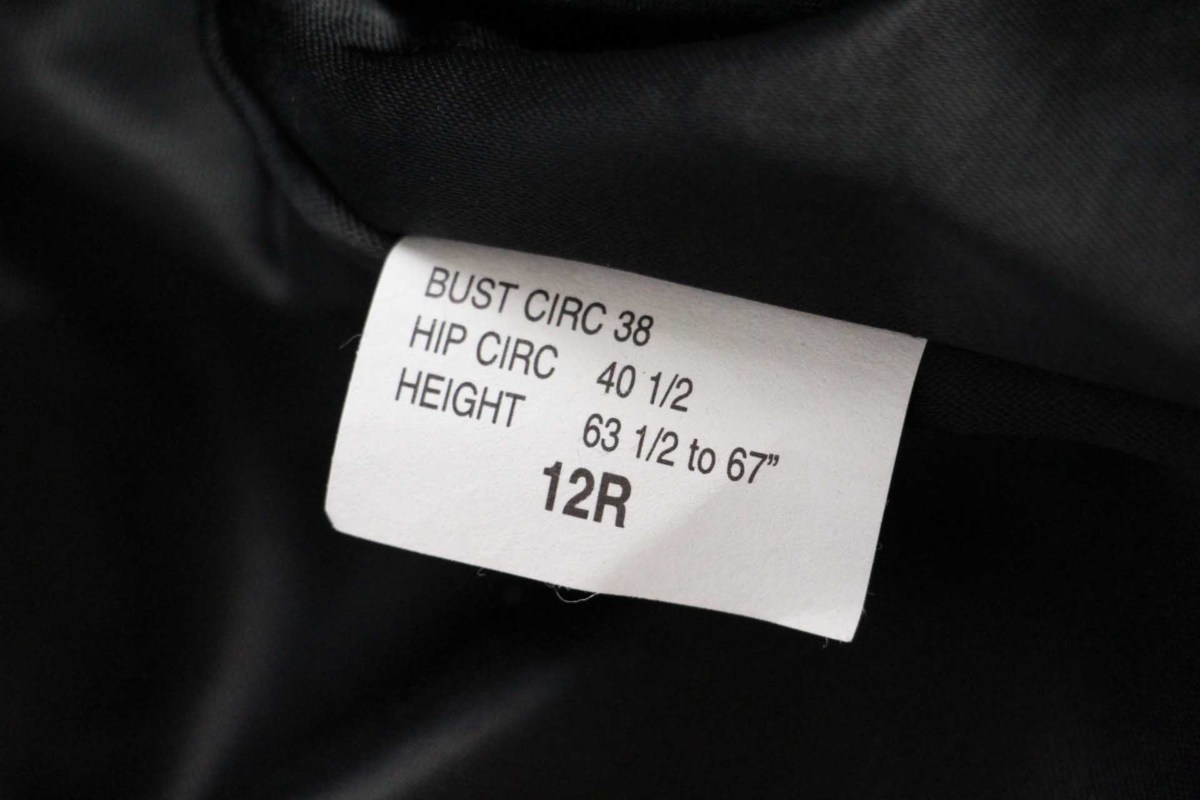 BUST CIRC 38
HIP CIRC 40 1/2
HEIGHT 63 1/2 to 67”
12R